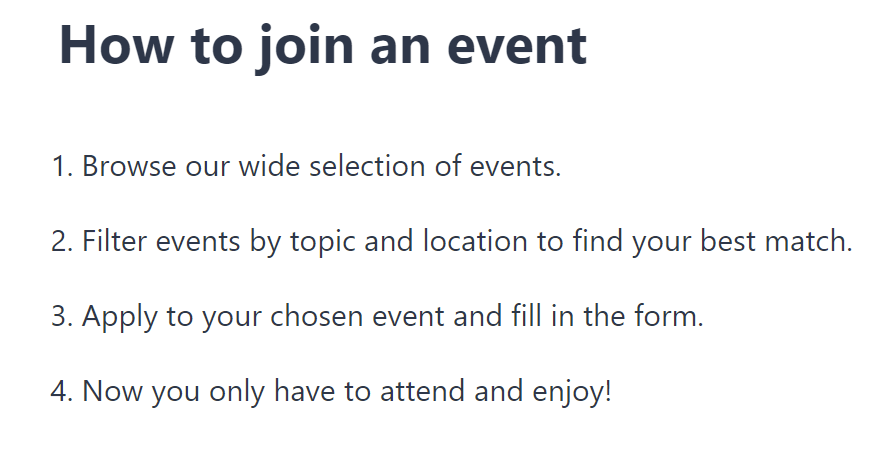 How to join an event
1. Browse our wide selection of events.
2. Filter events by topic and location to find your best match.
3. Apply to your chosen event and fill in the form.
4. Now you only have to attend and enjoy!